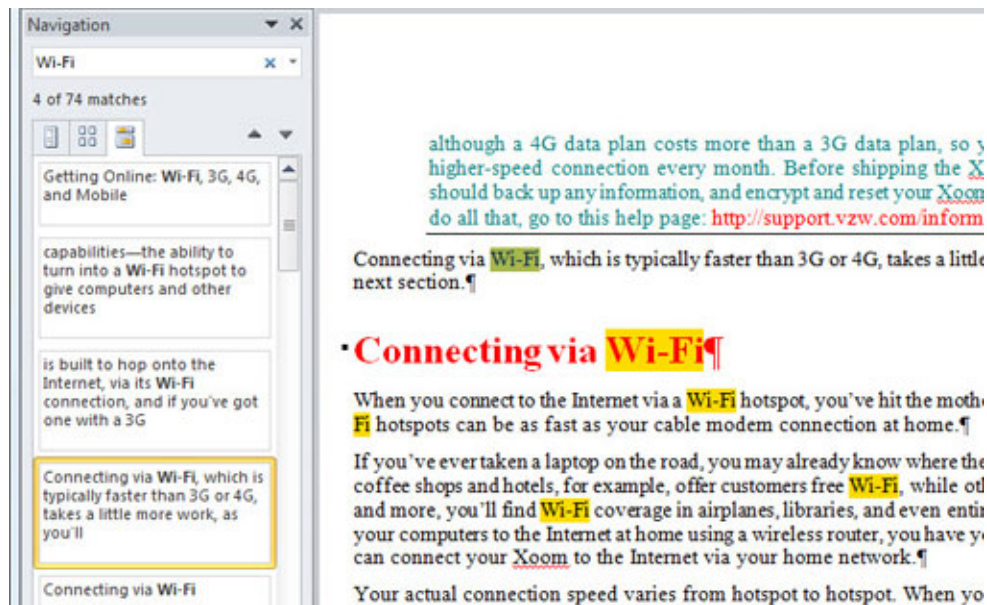 Navigation
Wi-Fi
4 of 74 matches
Getting Online: Wi-Fi, 3G, 4G,
and Mobile
capabilities—the ability to
turn into a Wi-Fi hotspot to
give computers and other
devices
is built to hop onto the
Internet, via its Wi-Fi
connection, and if you've got
one with a 3G
Connecting via Wi-Fi, which is
typically faster than 3G or 4G,
takes a little more work, as
you'll
Connecting via Wi-Fi
although a 4G data plan costs more than a 3G data plan, so
higher-speed connection every month. Before shipping the
should back up any information, and encrypt and reset your Xoom
do all that, go to this help page: http://support.vzw.com/inform
Connecting via Wi-Fi, which is typically faster than 3G or 4G, takes a little
next section.¶
Connecting via Wi-Fi¶
When you connect to the Internet via a Wi-Fi hotspot, you've hit the
Fi hotspots can be as fast as your cable modem connection at home.¶
If you've ever taken a laptop on the road, you may already know where the
coffee shops and hotels, for example, offer customers free Wi-Fi, while
and more, you'll find Wi-Fi coverage in airplanes, libraries, and even
your computers to the Internet at home using a wireless router, you have
can connect your Xoom to the Internet via your home network.¶
Your actual connection speed varies from hotspot to hotspot. When